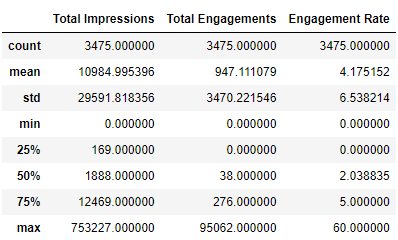 Total Impressions Total Engagements Engagement Rate
count 3475.000000 3475.000000 3475.000000
mean 10984.995396 947.111079 4.175152
std 29591.818356 3470.221546 6.538214
min 0.000000 0.000000 0.000000
25% 169.000000 0.000000 0.000000
50% 1888.000000 38.000000 2.038835
75% 12469.000000 276.000000 5.000000
max 753227.000000 95062.000000 60.000000